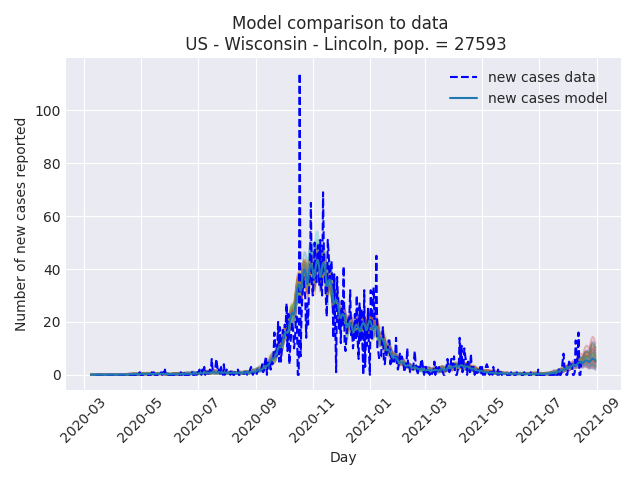 Model comparison to data
US - Wisconsin - Lincoln, pop. = 27593
new cases data
new cases model
Number of new cases reported
100
80
60
40
20
0
2020-03
2020-05
2020-07
2020-09
2020-11
2021-01
2021-03
2021-05
2021-07
2021-09
Day